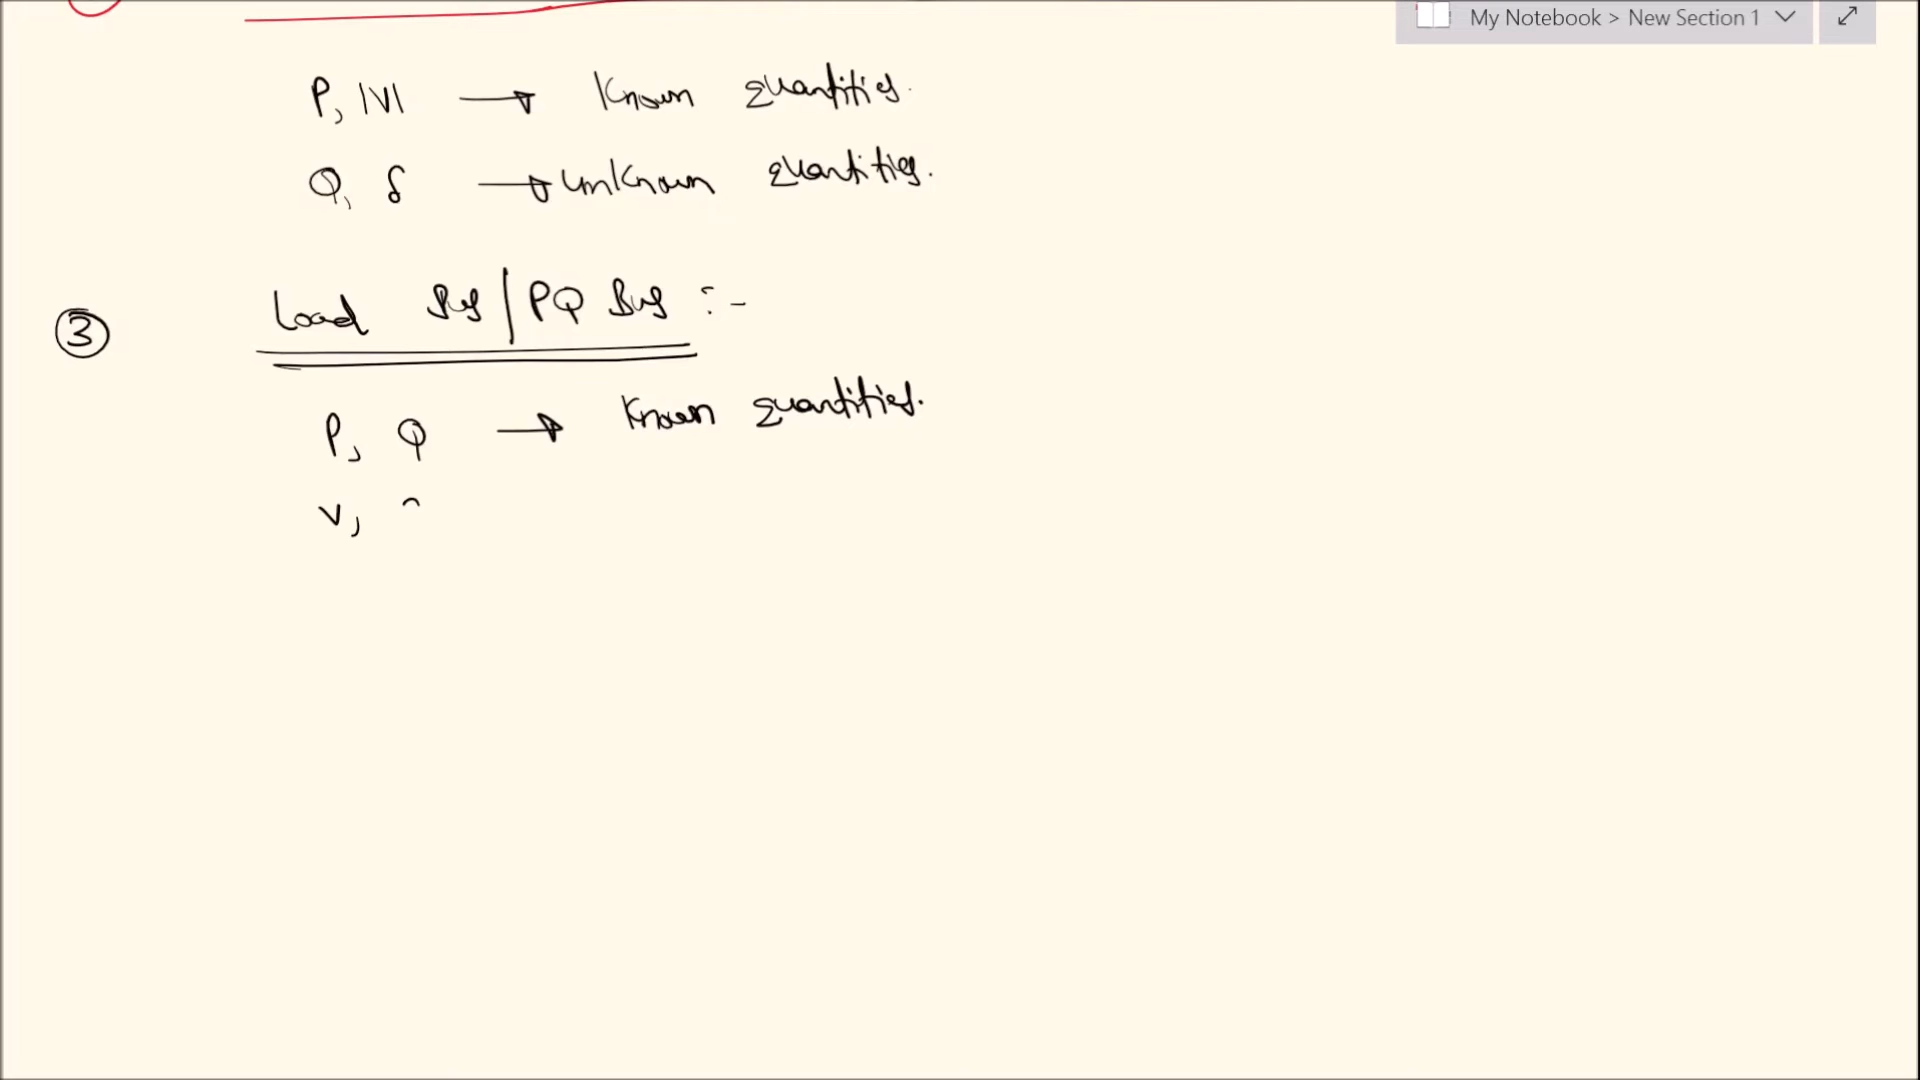 My Notebook > New Section 1
P, |V| → Known quantities.
Q, δ → unknown quantities.
③ Load Bus | PQ Bus :-
P, Q → Known quantities.
V,